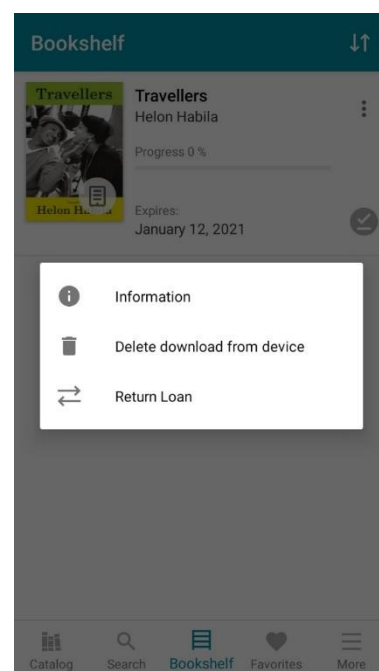 Bookshelf
Travellers
Travellers
Helon Habila
Progress 0 %
Helon
Expires:
January 12, 2021
Information
Delete download from device
Return Loan
Catalog Search Bookshelf Favorites More